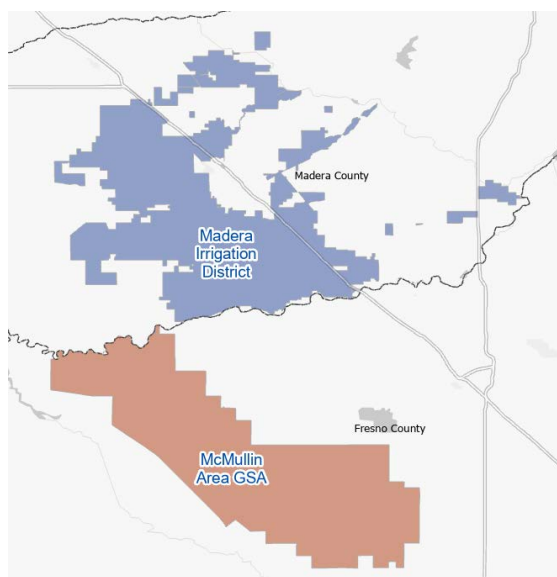 Madera County
Madera
Irrigation
District
Fresno County
McMullin
Area GSA